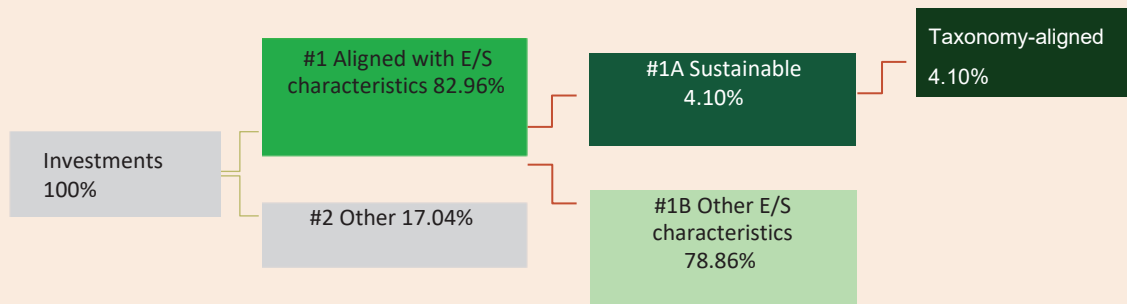 Investments
100%
#1 Aligned with E/S
characteristics 82.96%
#2 Other 17.04%
#1A Sustainable
4.10%
#1B Other E/S
characteristics
78.86%
Taxonomy-aligned
4.10%